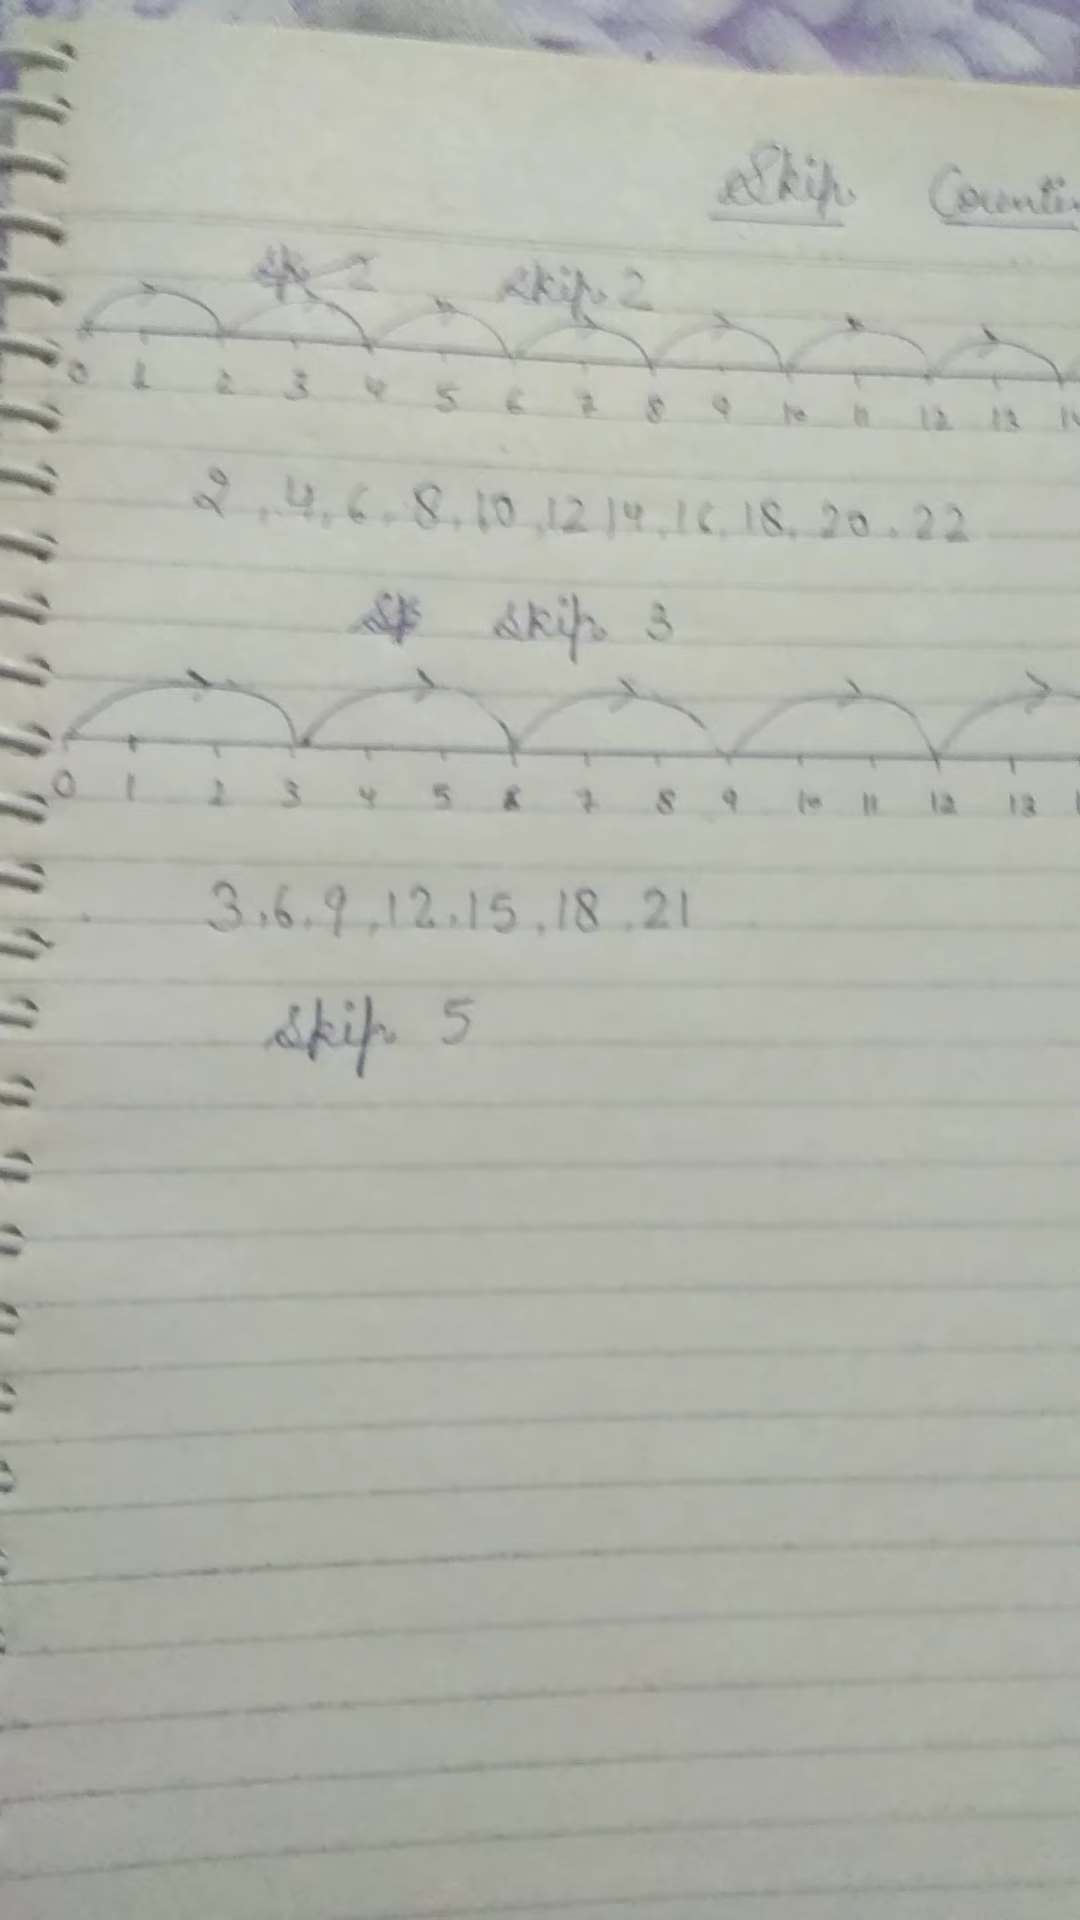 Skip Countin
Skip 2
0 1 2 3 4 5 6 7 8 9 10 11 12 13 14
2, 4, 6, 8, 10, 12 14, 16, 18, 20, 22
Skip 3
0 1 2 3 4 5 6 7 8 9 10 11 12 13
3, 6, 9, 12, 15, 18, 21
Skip 5